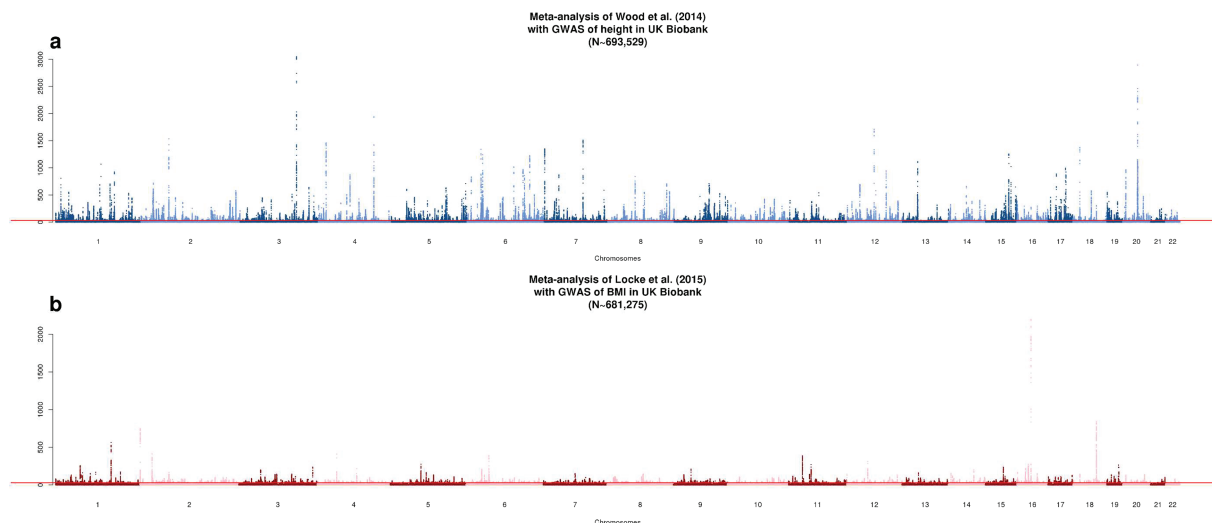 Meta-analysis of Wood et al. (2014)
with GWAS of height in UK Biobank
(N~693,529)
a
3000
2500
2000
1500
1000
500
0
1 2 3 4 5 6 7 8 9 10 11 12 13 14 15 16 17 18 19 20 21 22
Chromosomes
Meta-analysis of Locke et al. (2015)
with GWAS of BMI in UK Biobank
(N~681,275)
b
2000
1500
1000
500
0
1 2 3 4 5 6 7 8 9 10 11 12 13 14 15 16 17 18 19 20 21 22
Chromosomes